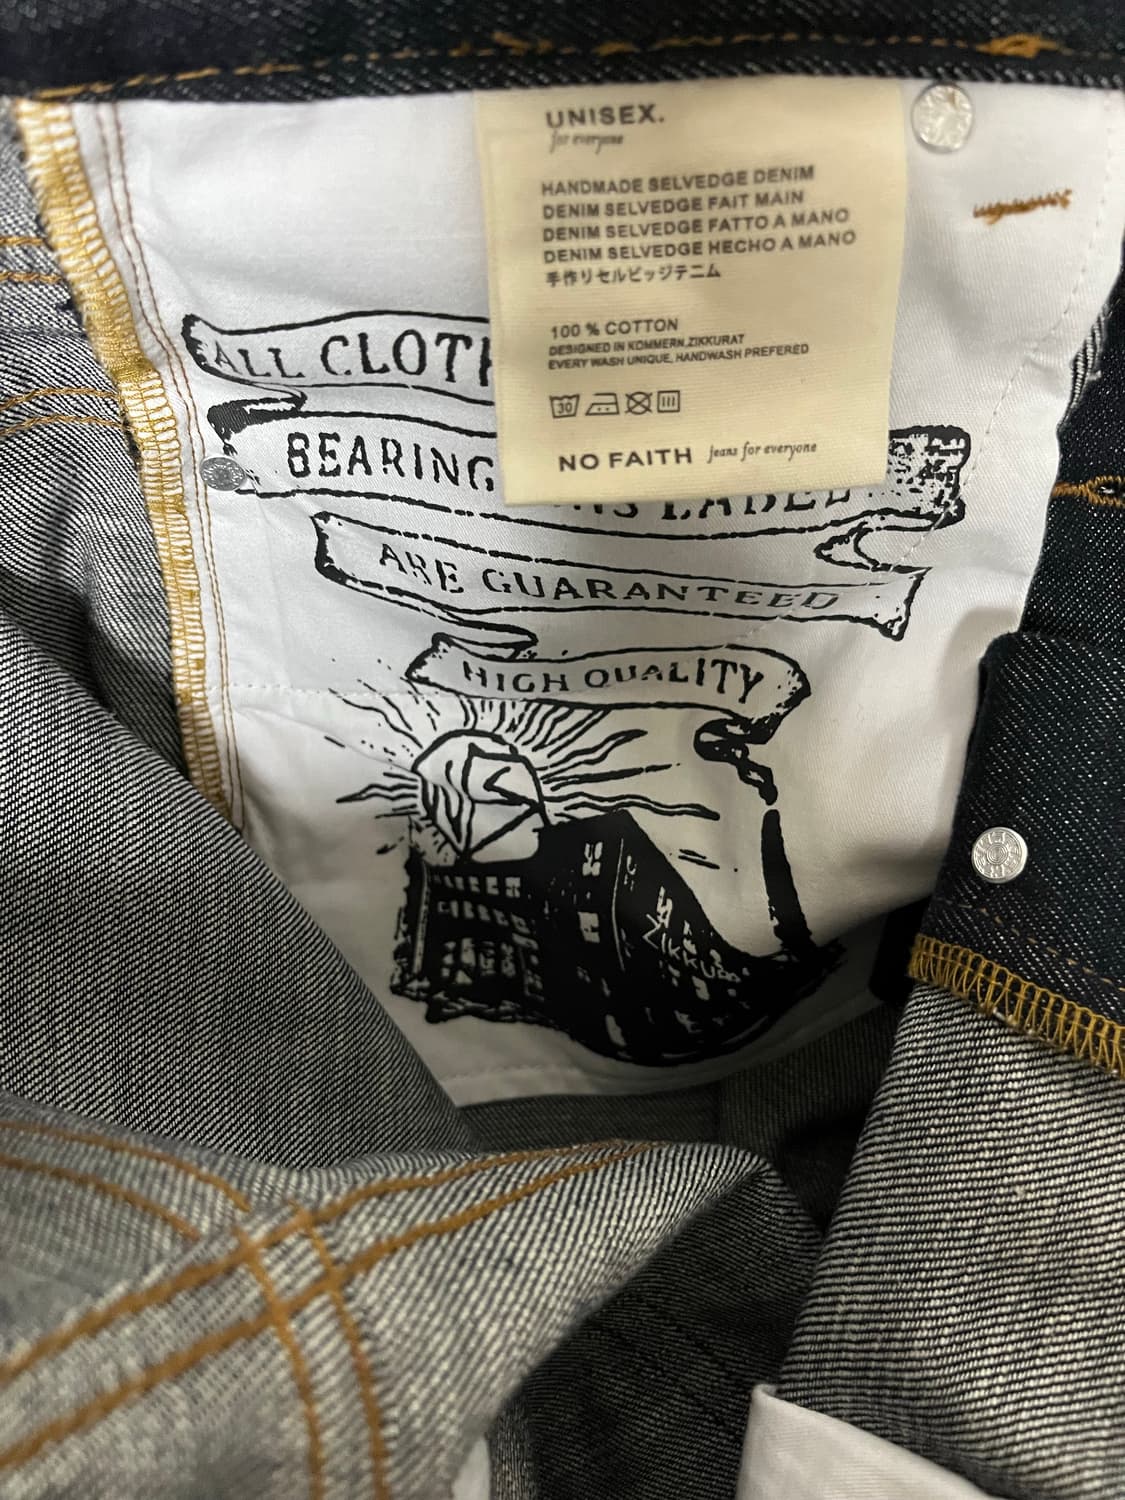 UNISEX.
for everyone
HANDMADE SELVEDGE DENIM
DENIM SELVEDGE FAIT MAIN
DENIM SELVEDGE FATTO A MANO
DENIM SELVEDGE HECHO A MANO
手作りセルビッジテニム
100 % COTTON
DESIGNED IN KOMMERN.ZIKKURAT
EVERY WASH UNIQUE, HANDWASH PREFERED
30
NO FAITH jeans for everyone
ALL CLOTH
BEARING LABEL
ARE GUARANTEED
HIGH QUALITY